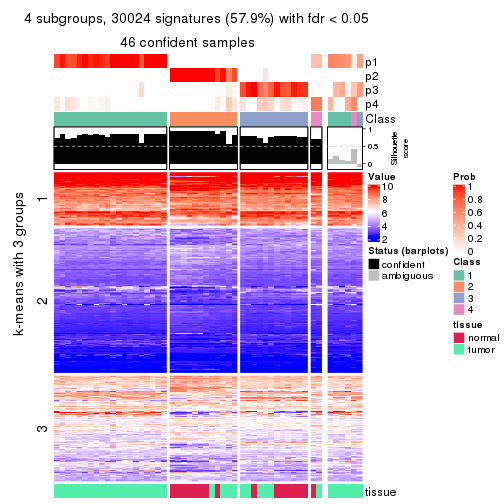 4 subgroups, 30024 signatures (57.9%) with fdr < 0.05
46 confident samples
p1
p2
p3
p4
Class
1
0.5
0
Silhouette
score
k-means with 3 groups
1
2
3
tissue
Value
10
8
6
4
2
Status (barplots)
confident
ambiguous
Prob
1
0.8
0.6
0.4
0.2
0
Class
1
2
3
4
tissue
normal
tumor